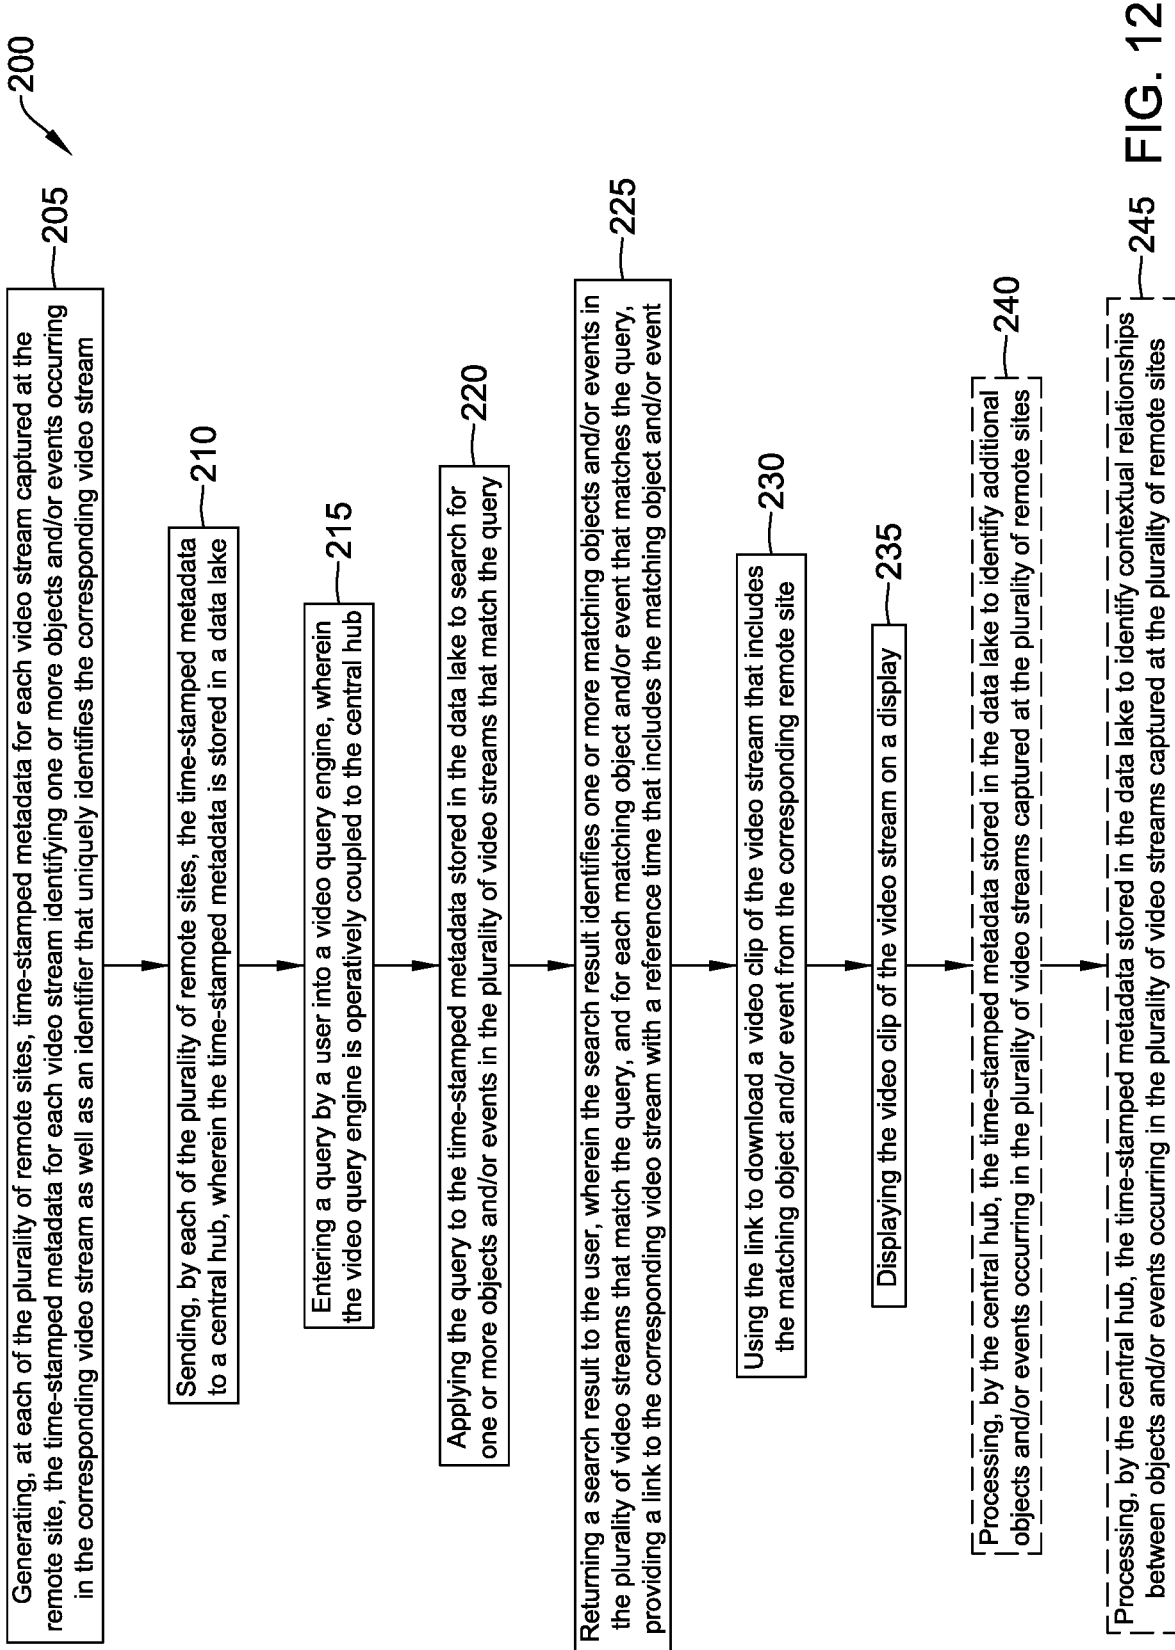 200
Generating, at each of the plurality of remote sites, time-stamped metadata for each video stream captured at the
remote site, the time-stamped metadata for each video stream identifying one or more objects and/or events occurring
in the corresponding video stream as well as an identifier that uniquely identifies the corresponding video stream
205
Sending, by each of the plurality of remote sites, the time-stamped metadata
to a central hub, wherein the time-stamped metadata is stored in a data lake
210
Entering a query by a user into a video query engine, wherein
the video query engine is operatively coupled to the central hub
215
Applying the query to the time-stamped metadata stored in the data lake to search for
one or more objects and/or events in the plurality of video streams that match the query
220
Returning a search result to the user, wherein the search result identifies one or more matching objects and/or events in
the plurality of video streams that match the query, and for each matching object and/or event that matches the query,
providing a link to the corresponding video stream with a reference time that includes the matching object and/or event
225
Using the link to download a video clip of the video stream that includes
the matching object and/or event from the corresponding remote site
230
Displaying the video clip of the video stream on a display
235
Processing, by the central hub, the time-stamped metadata stored in the data lake to identify additional
objects and/or events occurring in the plurality of video streams captured at the plurality of remote sites
240
Processing, by the central hub, the time-stamped metadata stored in the data lake to identify contextual relationships
between objects and/or events occurring in the plurality of video streams captured at the plurality of remote sites
245
FIG. 12